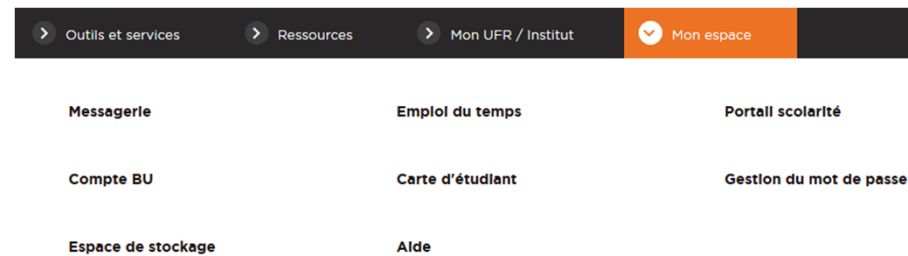 Outils et services
Ressources
Mon UFR / Institut
Mon espace
Messagerie
Emploi du temps
Portail scolarité
Compte BU
Carte d'étudiant
Gestion du mot de passe
Espace de stockage
Aide